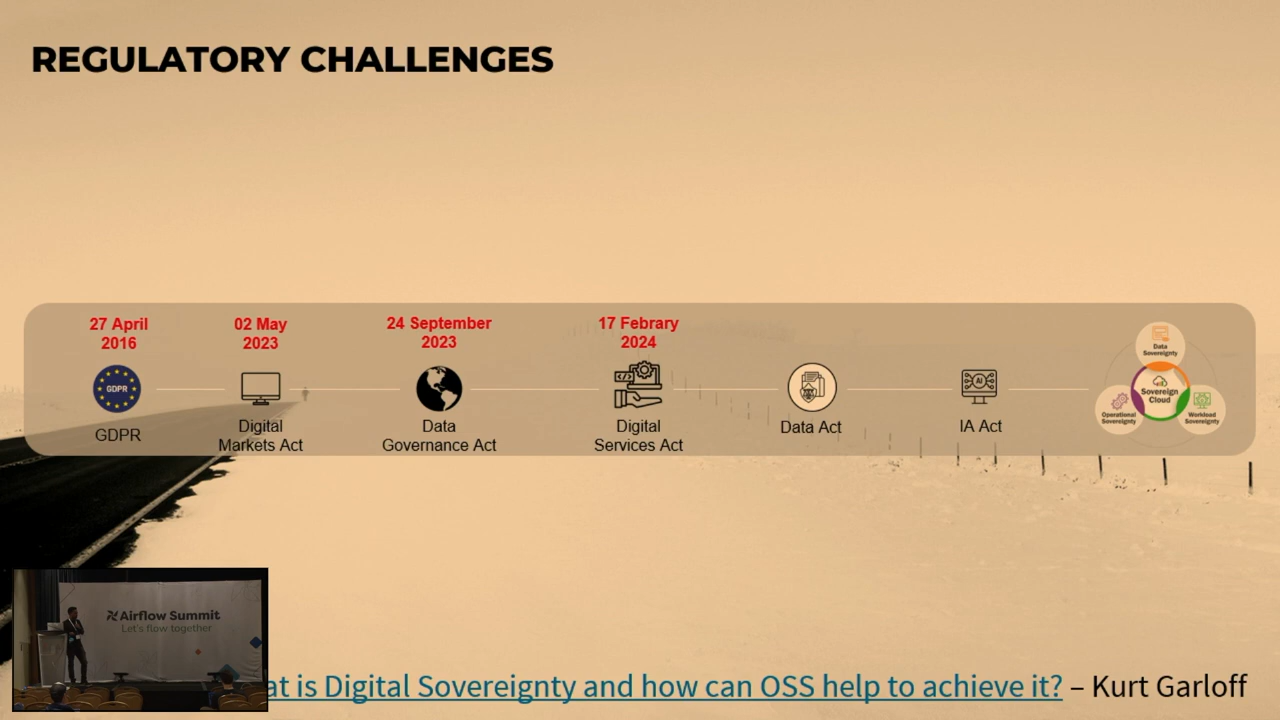 REGULATORY CHALLENGES
27 April
2016
02 May
2023
24 September
2023
17 Febrary
2024
GDPR
GDPR
Digital
Markets Act
Data
Governance Act
Digital
Services Act
Data Act
AI
IA Act
Data
Sovereignty
Sovereign
Cloud
Operational
Sovereignty
Workload
Sovereignty
Airflow Summit
Let's flow together
is Digital Sovereignty and how can OSS help to achieve it? – Kurt Garloff